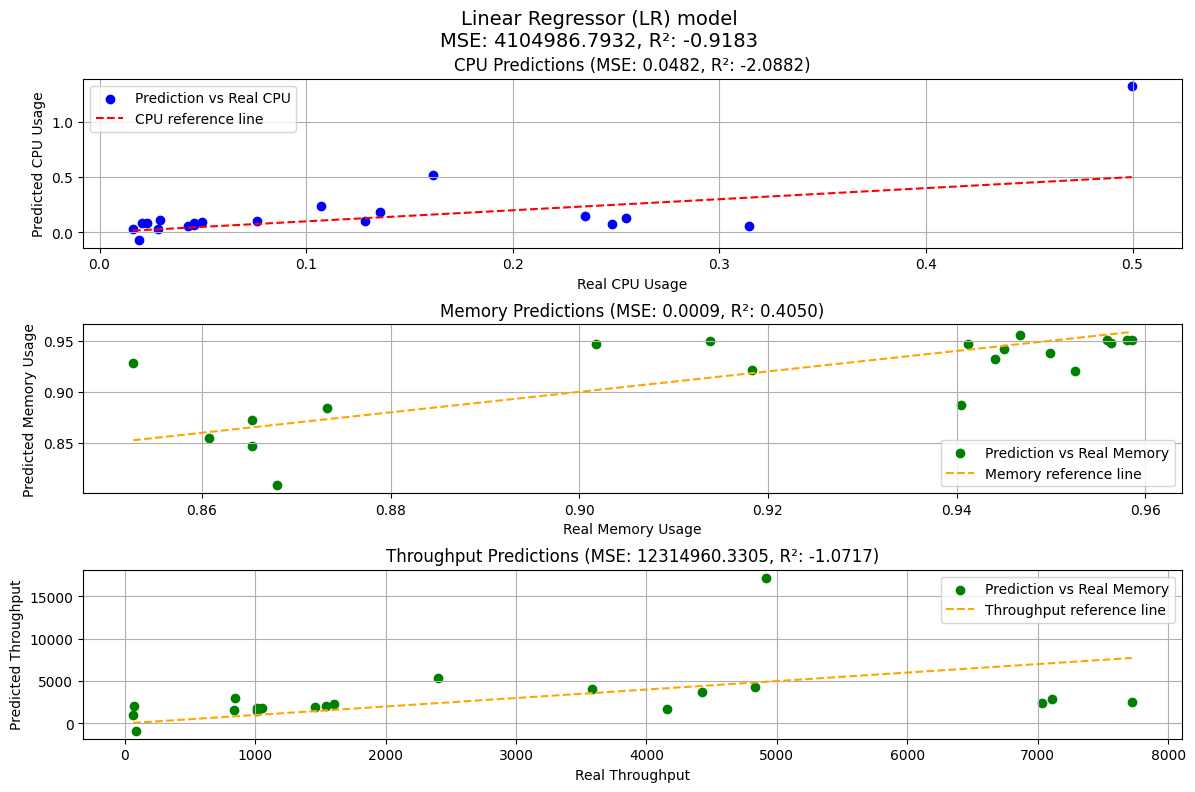 Linear Regressor (LR) model
MSE: 4104986.7932, R²: -0.9183
CPU Predictions (MSE: 0.0482, R²: -2.0882)
Prediction vs Real CPU
CPU reference line
Predicted CPU Usage
1.0
0.5
0.0
0.0 0.1 0.2 0.3 0.4 0.5
Real CPU Usage
Memory Predictions (MSE: 0.0009, R²: 0.4050)
Predicted Memory Usage
0.95
0.90
0.85
Prediction vs Real Memory
Memory reference line
0.86 0.88 0.90 0.92 0.94 0.96
Real Memory Usage
Throughput Predictions (MSE: 12314960.3305, R²: -1.0717)
Prediction vs Real Memory
Throughput reference line
Predicted Throughput
15000
10000
5000
0
0 1000 2000 3000 4000 5000 6000 7000 8000
Real Throughput